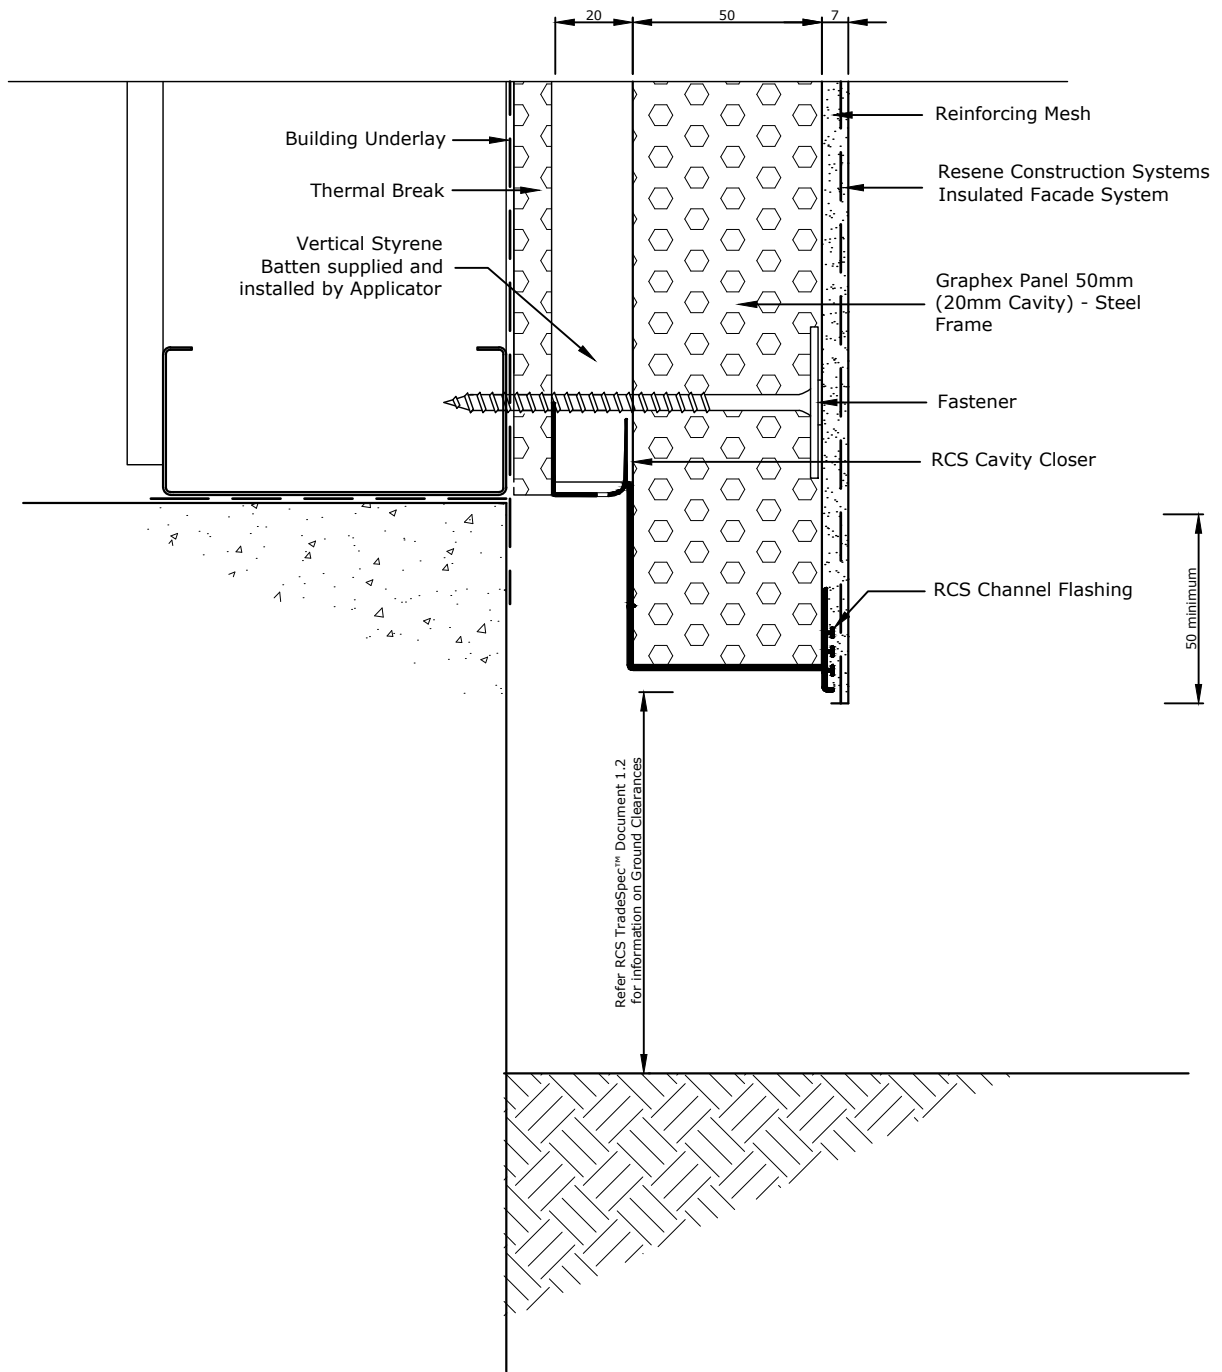 20
50
7
Building Underlay
Thermal Break
Vertical Styrene
Batten supplied and
installed by Applicator
Reinforcing Mesh
Resene Construction Systems
Insulated Facade System
Graphex Panel 50mm
(20mm Cavity) - Steel
Frame
Fastener
RCS Cavity Closer
RCS Channel Flashing
50 minimum
Refer RCS TradeSpec™ Document 1.2
for information on Ground Clearances